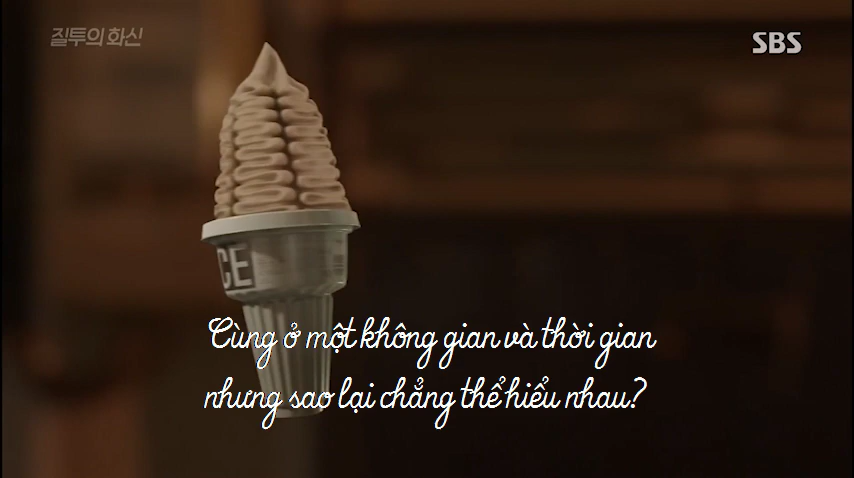 질투의 화신
SBS
CE
Cùng ở một không gian và thời gian
nhưng sao lại chẳng thể hiểu nhau?